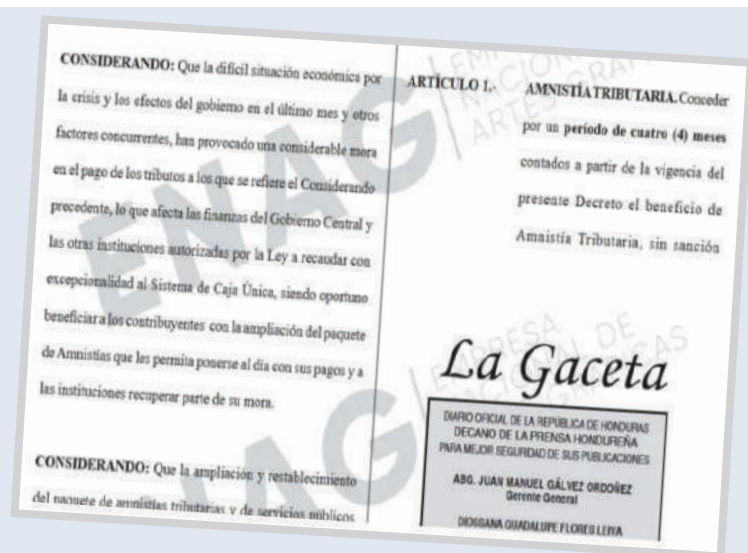 CONSIDERANDO: Que la difícil situación económica por
la crisis y los efectos del gobierno en el último mes y otros
factores concurrentes, han provocado una considerable mora
en el pago de los tributos a los que se refiere el Considerando
precedente, lo que afecta las finanzas del Gobierno Central y
las otras instituciones autorizadas por la Ley a recaudar con
excepcionalidad al Sistema de Caja Única, siendo oportuno
beneficiar a los contribuyentes con la ampliación del paquete
de Amnistías que les permita ponerse al día con sus pagos y a
las instituciones recuperar parte de su mora.
CONSIDERANDO: Que la ampliación y restablecimiento
del paquete de amnistías tributarias y de servicios públicos
ARTÍCULO 1.- AMNISTÍA TRIBUTARIA. Conceder
por un período de cuatro (4) meses
contados a partir de la vigencia del
presente Decreto el beneficio de
Amnistía Tributaria, sin sanción
La Gaceta
DIARIO OFICIAL DE LA REPÚBLICA DE HONDURAS
DECANO DE LA PRENSA HONDUREÑA
PARA MEJOR SEGURIDAD DE SUS PUBLICACIONES
ABG. JUAN MANUEL GÁLVEZ ORDOÑEZ
Gerente General
DIOSSANA GUADALUPE FLORES LEIVA
ENAG
EMPRESA
NACIONAL DE
ARTES GRÁFICAS